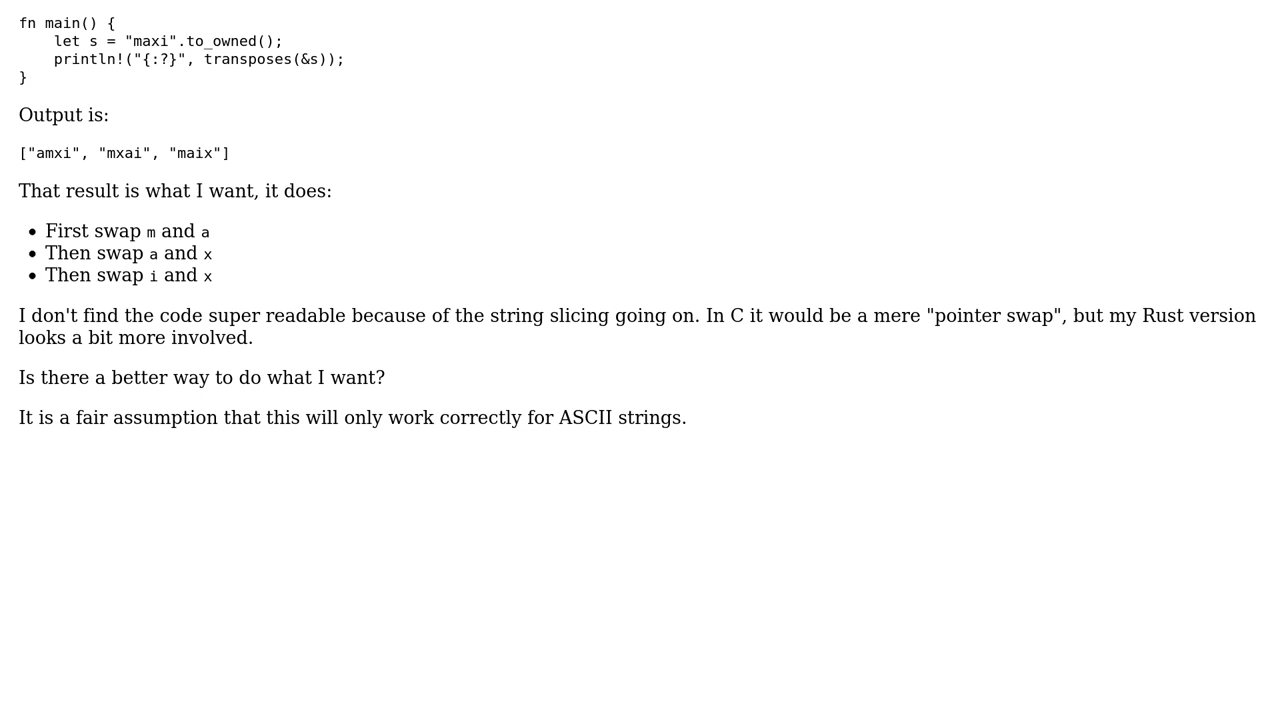 fn main() {
    let s = "maxi".to_owned();
    println!("{:?}", transposes(&s));
}
Output is:
["amxi", "mxai", "maix"]
That result is what I want, it does:
• First swap m and a
• Then swap a and x
• Then swap i and x
I don't find the code super readable because of the string slicing going on. In C it would be a mere "pointer swap", but my Rust version
looks a bit more involved.
Is there a better way to do what I want?
It is a fair assumption that this will only work correctly for ASCII strings.